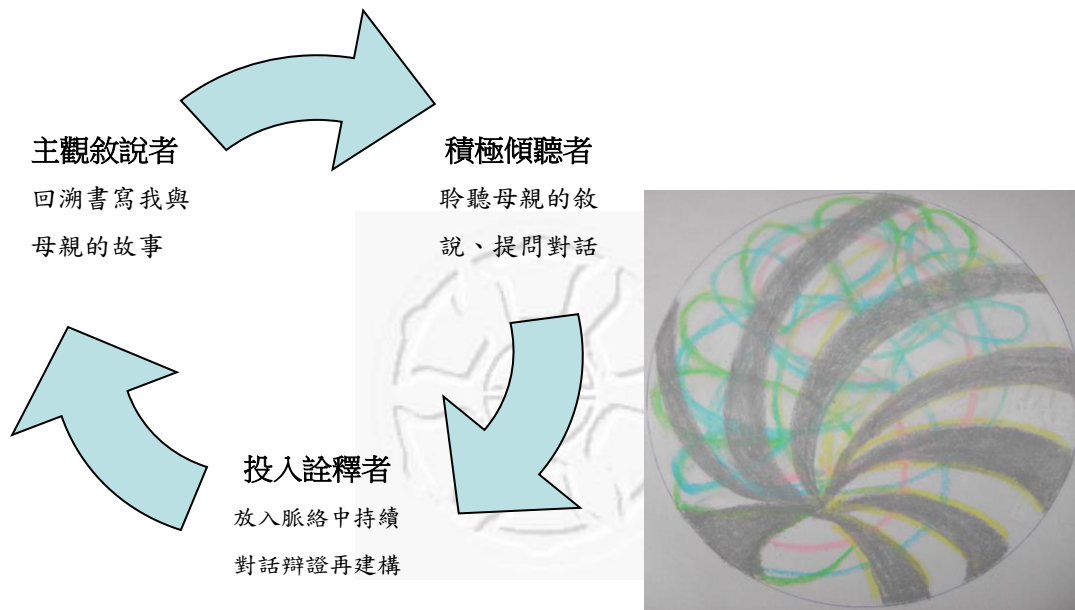 主觀敘說者
回溯書寫我與
母親的故事
積極傾聽者
聆聽母親的敘
說、提問對話
投入詮釋者
放入脈絡中持續
對話辯證再建構